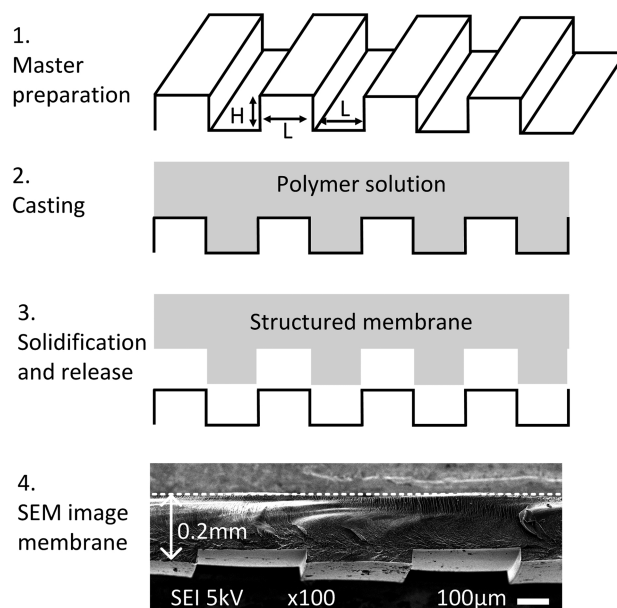 1.
Master
preparation
H
L
L
2.
Casting
Polymer solution
3.
Solidification
and release
Structured membrane
4.
SEM image
membrane
0.2mm
SEI 5kV x100 100µm